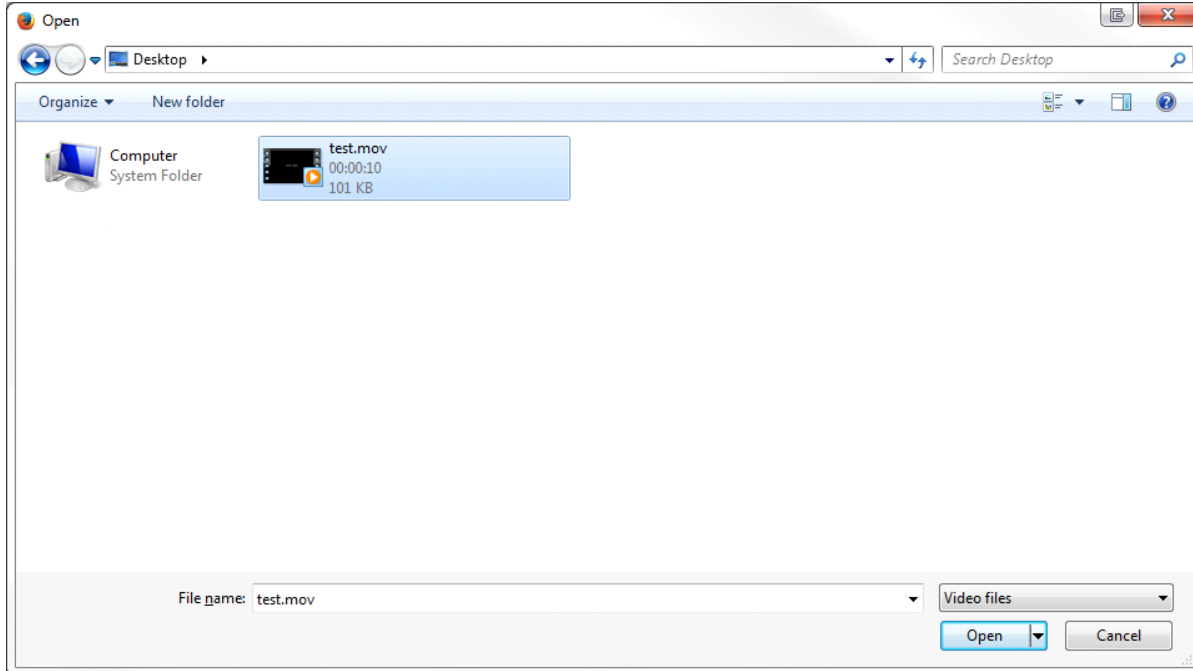 Open
Desktop
Search Desktop
Organize
New folder
Computer
System Folder
test.mov
00:00:10
101 KB
File name: test.mov
Video files
Open
Cancel